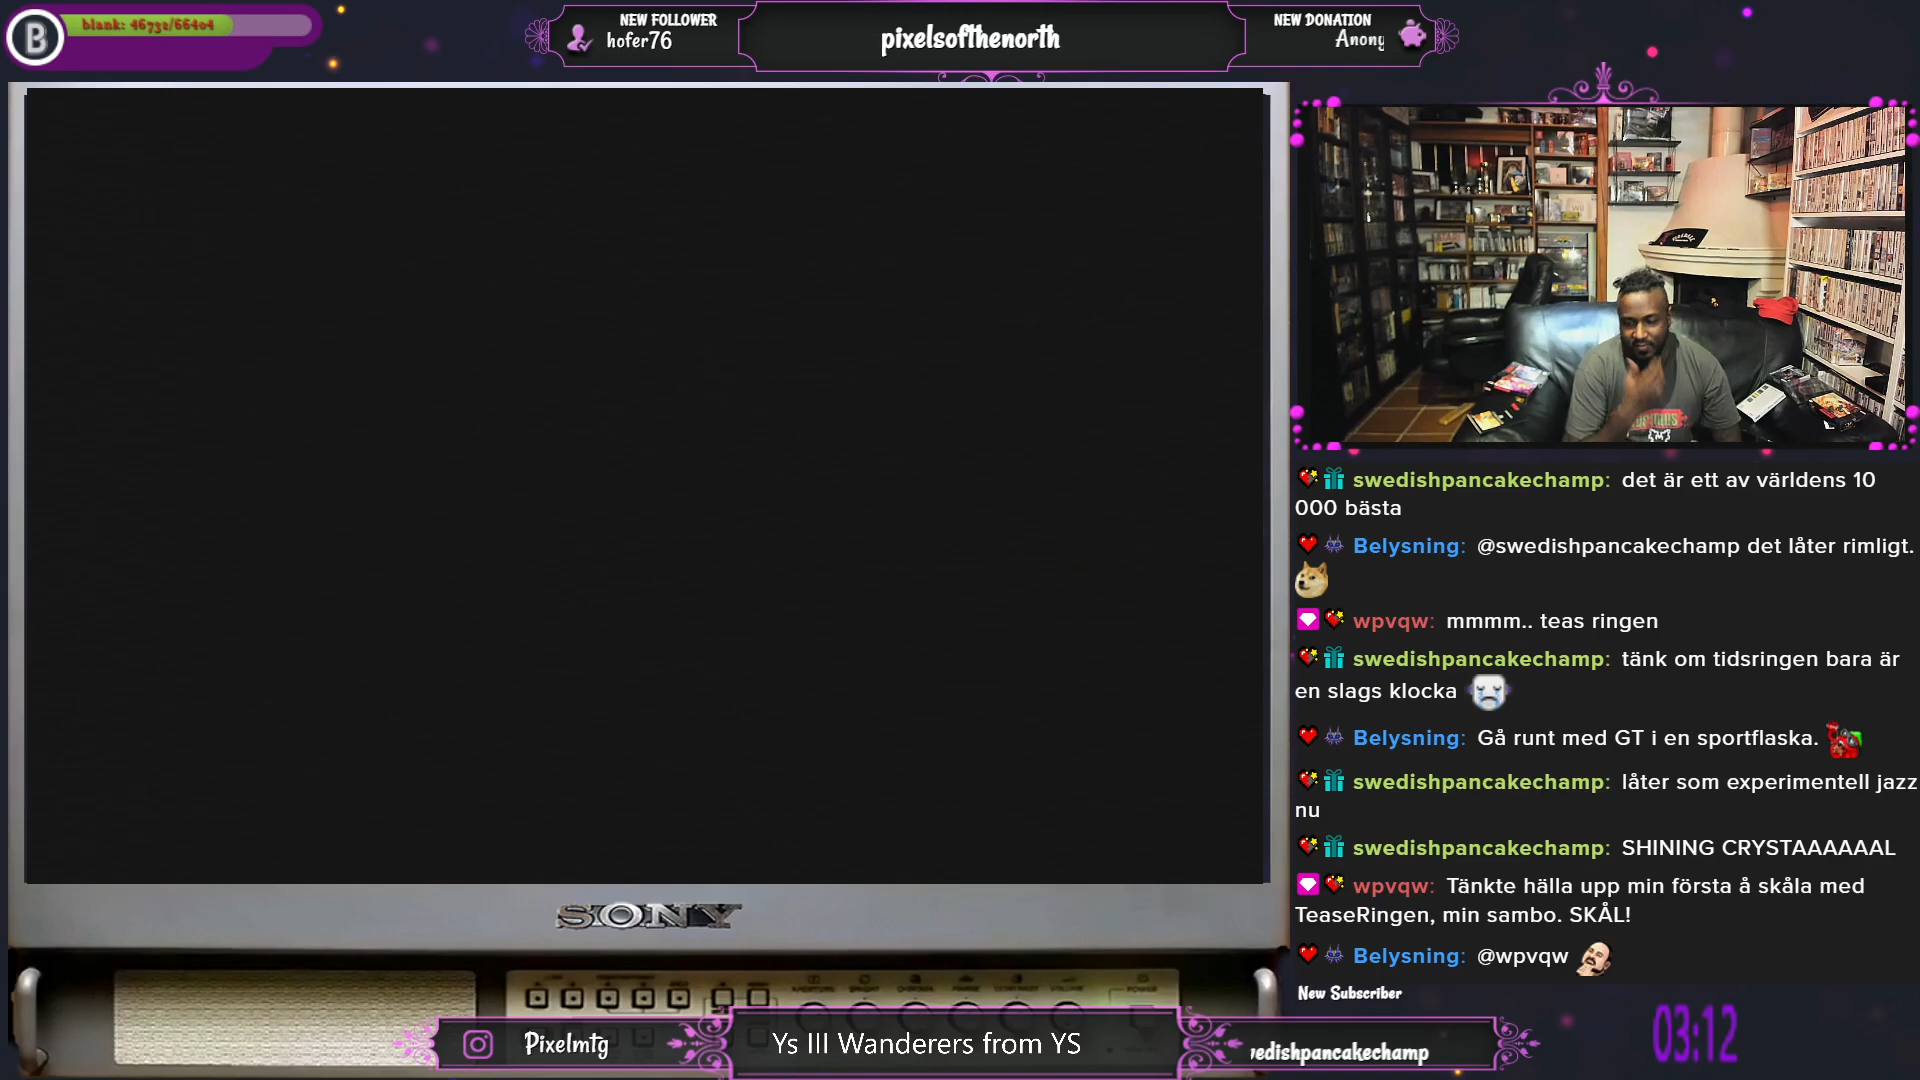 B
blank: 46732/66404
NEW FOLLOWER
hofer76
pixelsofthenorth
NEW DONATION
Anony
swedishpancakechamp: det är ett av världens 10
000 bästa
Belysning: @swedishpancakechamp det låter rimligt.
wpvqw: mmmm.. teas ringen
swedishpancakechamp: tänk om tidsringen bara är
en slags klocka
Belysning: Gå runt med GT i en sportflaska.
swedishpancakechamp: låter som experimentell jazz
nu
swedishpancakechamp: SHINING CRYSTAAAAAAL
wpvqw: Tänkte hälla upp min första å skåla med
TeaseRingen, min sambo. SKÅL!
Belysning: @wpvqw
SONY
New Subscriber
Pixelmtg
Ys III Wanderers from YS
vedishpancakechamp
03:12